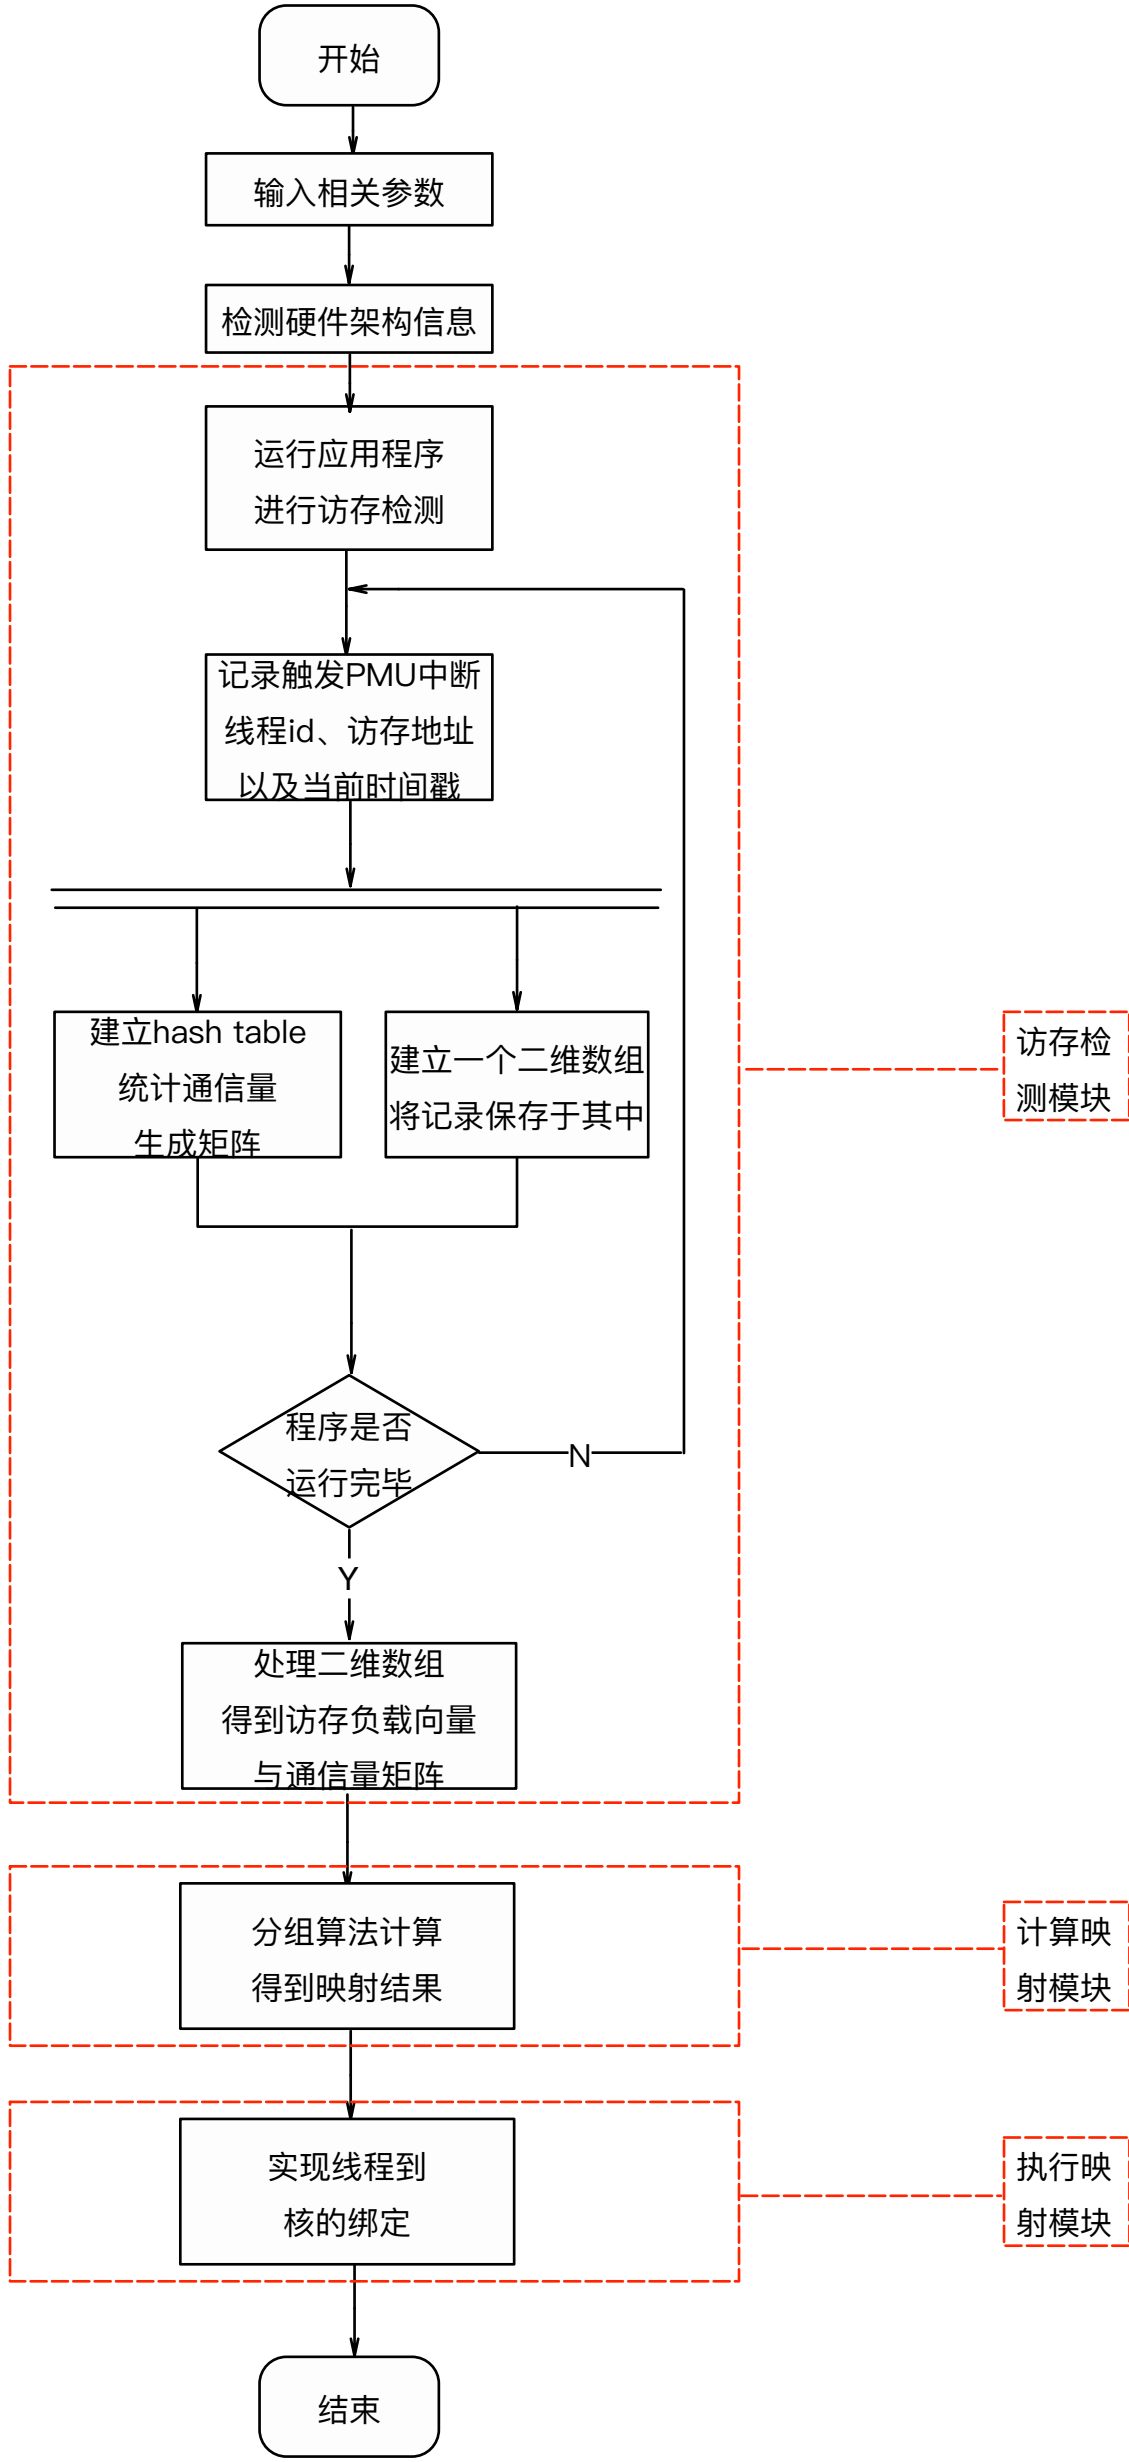 开始
输入相关参数
检测硬件架构信息
运行应用程序
进行访存检测
记录触发PMU中断
线程id、访存地址
以及当前时间戳
建立hash table
统计通信量
生成矩阵
建立一个二维数组
将记录保存于其中
访存检
测模块
程序是否
运行完毕
N
Y
处理二维数组
得到访存负载向量
与通信量矩阵
分组算法计算
得到映射结果
计算映
射模块
实现线程到
核的绑定
执行映
射模块
结束